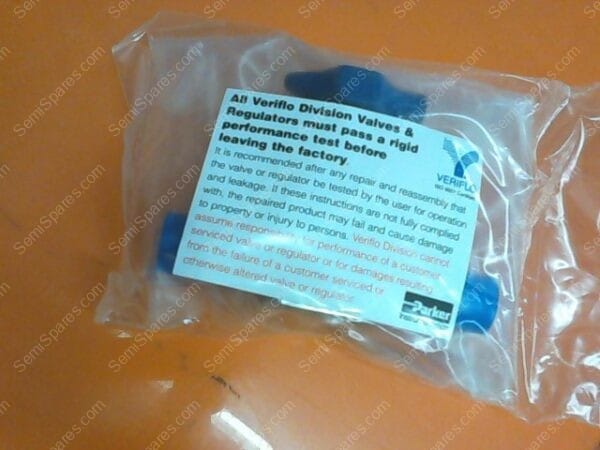 All Veriflo Division Valves &
Regulators must pass a rigid
performance test before
leaving the factory.
It is recommended after any repair and reassembly that
the valve or regulator be tested by the user for operation
and leakage. If these instructions are not fully complied
with, the repaired product may fail and cause damage
to property or injury to persons. Veriflo Division cannot
assume responsibility for performance of a customer
serviced valve or regulator or for damages resulting
from the failure of a customer serviced or
otherwise altered valve or regulator.
VERIFLO
ISO 9001 Certified
Parker
SemiSpares.com